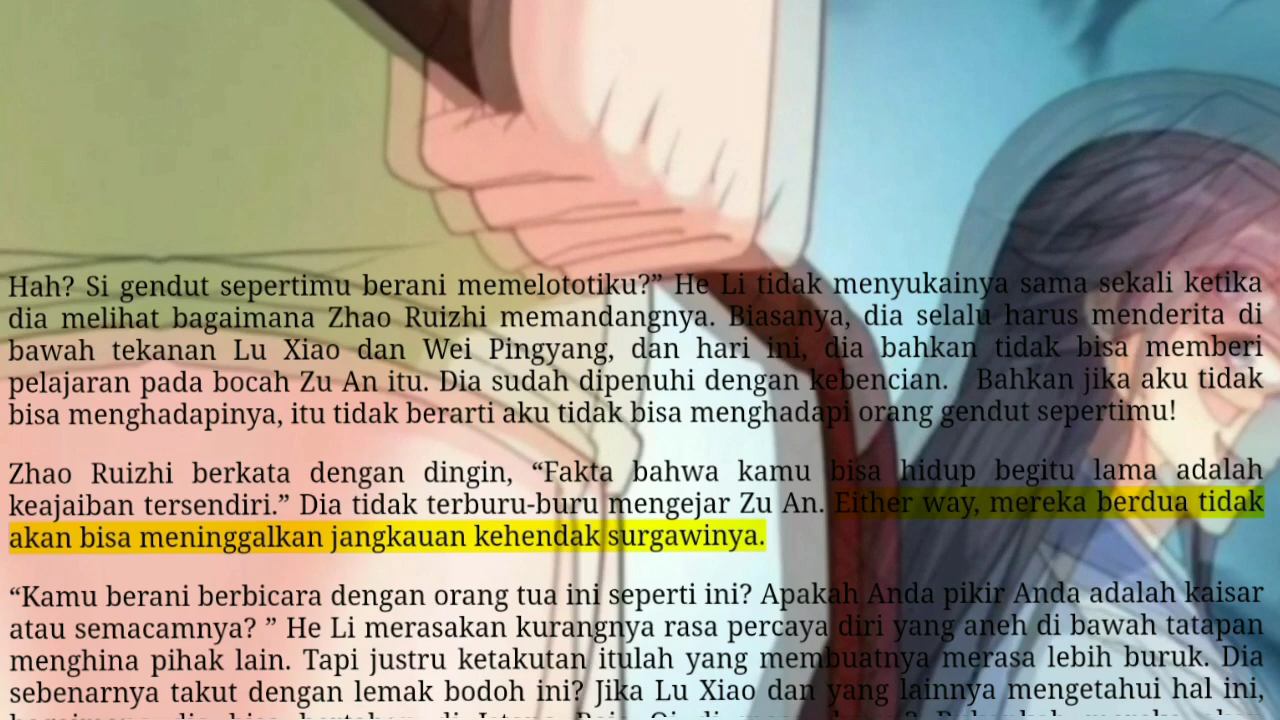 Hah? Si gendut sepertimu berani memelototiku?” He Li tidak menyukainya sama sekali ketika
dia melihat bagaimana Zhao Ruizhi memandangnya. Biasanya, dia selalu harus menderita di
bawah tekanan Lu Xiao dan Wei Pingyang, dan hari ini, dia bahkan tidak bisa memberi
pelajaran pada bocah Zu An itu. Dia sudah dipenuhi dengan kebencian. Bahkan jika aku tidak
bisa menghadapinya, itu tidak berarti aku tidak bisa menghadapi orang gendut sepertimu!
Zhao Ruizhi berkata dengan dingin, “Fakta bahwa kamu bisa hidup begitu lama adalah
keajaiban tersendiri.” Dia tidak terburu-buru mengejar Zu An. Either way, mereka berdua tidak
akan bisa meninggalkan jangkauan kehendak surgawinya.
“Kamu berani berbicara dengan orang tua ini seperti ini? Apakah Anda pikir Anda adalah kaisar
atau semacamnya? ” He Li merasakan kurangnya rasa percaya diri yang aneh di bawah tatapan
menghina pihak lain. Tapi justru ketakutan itulah yang membuatnya merasa lebih buruk. Dia
sebenarnya takut dengan lemak bodoh ini? Jika Lu Xiao dan yang lainnya mengetahui hal ini,